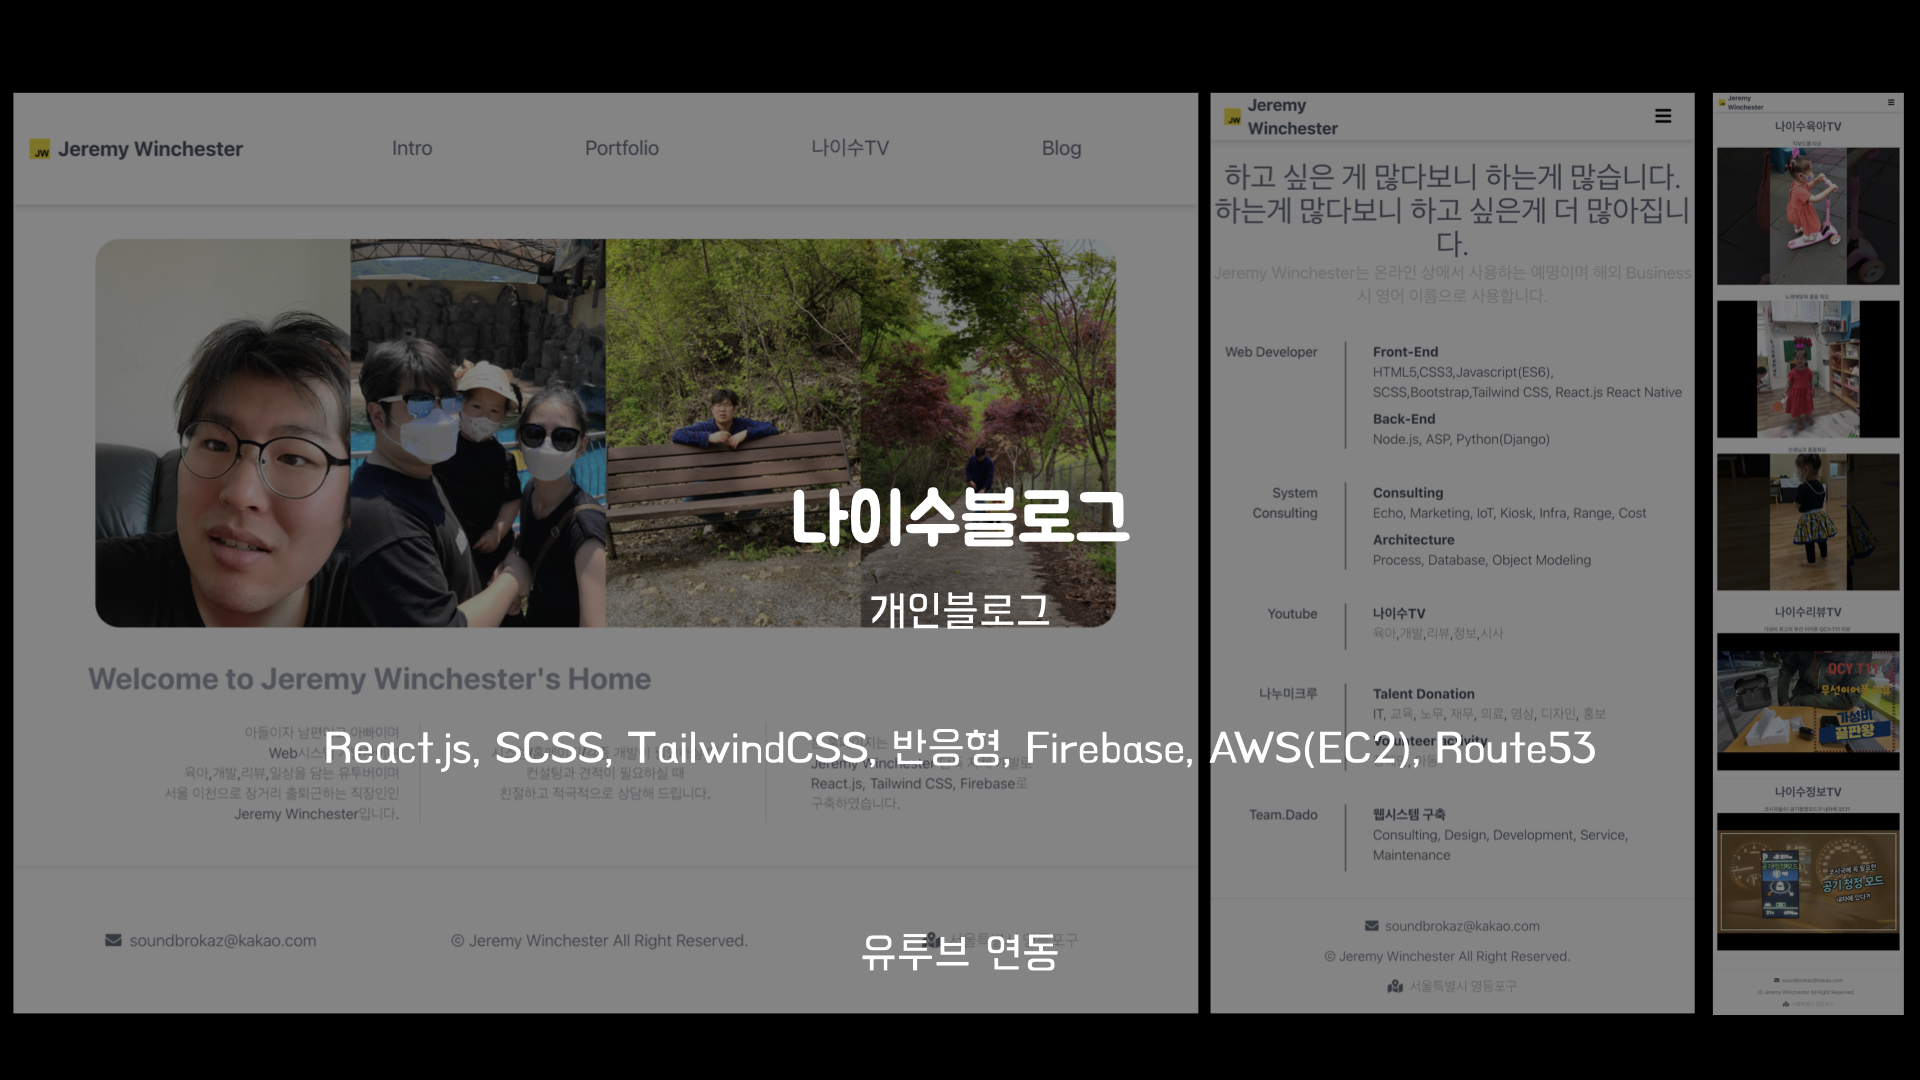 JW Jeremy Winchester
Intro
Portfolio
나이수TV
Blog
Welcome to Jeremy Winchester's Home
아들이자 남편이고 아빠이며
Web시스
육아,개발,리뷰,일상을 담는 유투버이며
서울 이천으로 장거리 출퇴근하는 직장인인
Jeremy Winchester입니다.
컨설팅과 견적이 필요하실 때
친절하고 적극적으로 상담해 드립니다.
Jeremy Winchester
React.js, Tailwind CSS, Firebase로
구축하였습니다.
soundbrokaz@kakao.com
© Jeremy Winchester All Right Reserved.
나이수블로그
개인블로그
React.js, SCSS, TailwindCSS, 반응형, Firebase, AWS(EC2), Route53
유투브 연동
JW Jeremy
Winchester
하고 싶은 게 많다보니 하는게 많습니다.
하는게 많다보니 하고 싶은게 더 많아집니
다.
Jeremy Winchester는 온라인 상에서 사용하는 예명이며 해외 Business
시 영어 이름으로 사용합니다.
Web Developer
Front-End
HTML5,CSS3,Javascript(ES6),
SCSS,Bootstrap,Tailwind CSS, React.js React Native
Back-End
Node.js, ASP, Python(Django)
System
Consulting
Consulting
Echo, Marketing, IoT, Kiosk, Infra, Range, Cost
Architecture
Process, Database, Object Modeling
Youtube
나이수TV
육아,개발,리뷰,정보,시사
나누미크루
Talent Donation
IT, 교육, 노무, 재무, 의료, 영상, 디자인, 홍보
Volunteer activity
Team.Dado
웹시스템 구축
Consulting, Design, Development, Service,
Maintenance
soundbrokaz@kakao.com
© Jeremy Winchester All Right Reserved.
서울특별시 영등포구
Jeremy
Winchester
나이수육아TV
나이수리뷰TV
QCY T11
가성비
끝판왕
나이수정보TV
공기 청정 모드
내차에 있다?
soundbrokaz@kakao.com
© Jeremy Winchester All Right Reserved.